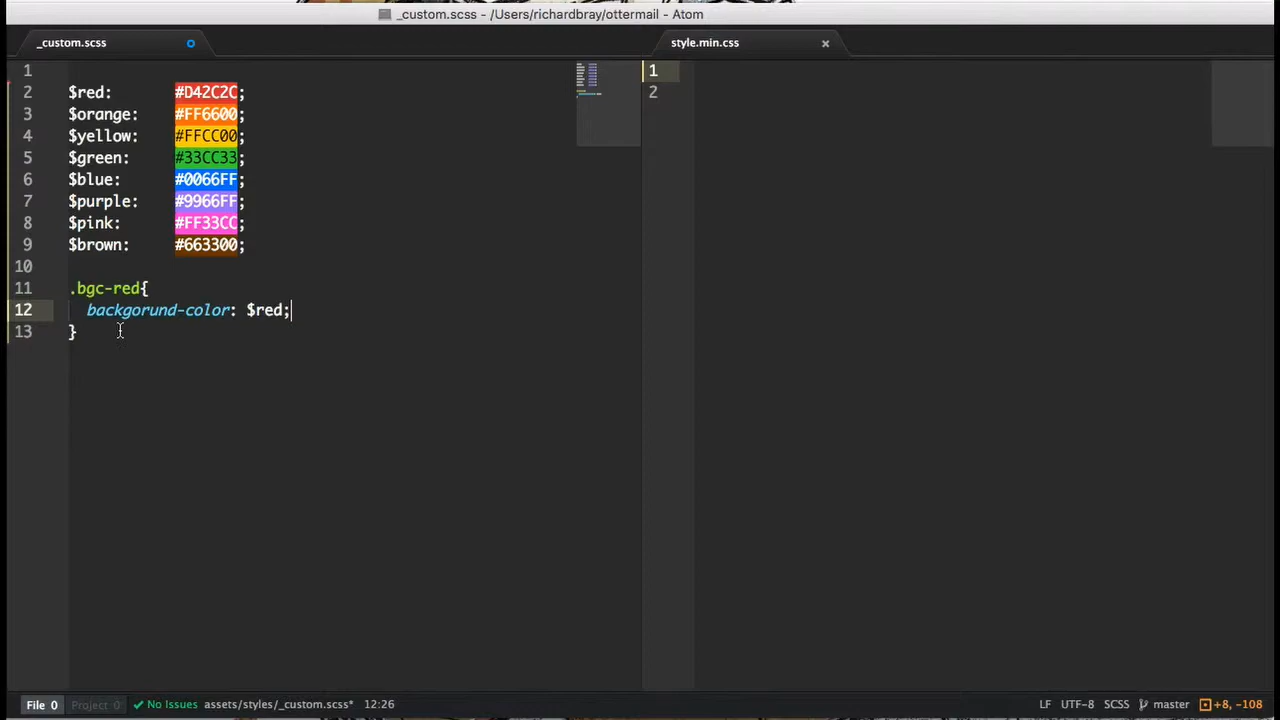 _custom.scss - /Users/richardbray/ottermail - Atom
_custom.scss
style.min.css
1
2 $red: #D42C2C;
3 $orange: #FF6600;
4 $yellow: #FFCC00;
5 $green: #33CC33;
6 $blue: #0066FF;
7 $purple: #9966FF;
8 $pink: #FF33CC;
9 $brown: #663300;
10
11 .bgc-red{
12 backgorund-color: $red;
13 }
1
2
File 0 Project 0 No Issues assets/styles/_custom.scss* 12:26 LF UTF-8 SCSS master +8, -108